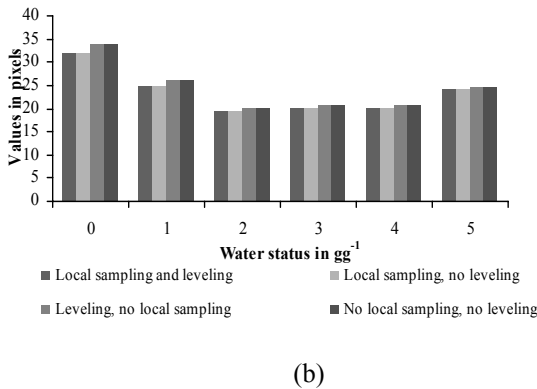 40
35
30
25
20
15
10
5
0
Values in pixels
0 1 2 3 4 5
Water status in gg-1
Local sampling and leveling Local sampling, no leveling
Leveling, no local sampling No local sampling, no leveling
(b)